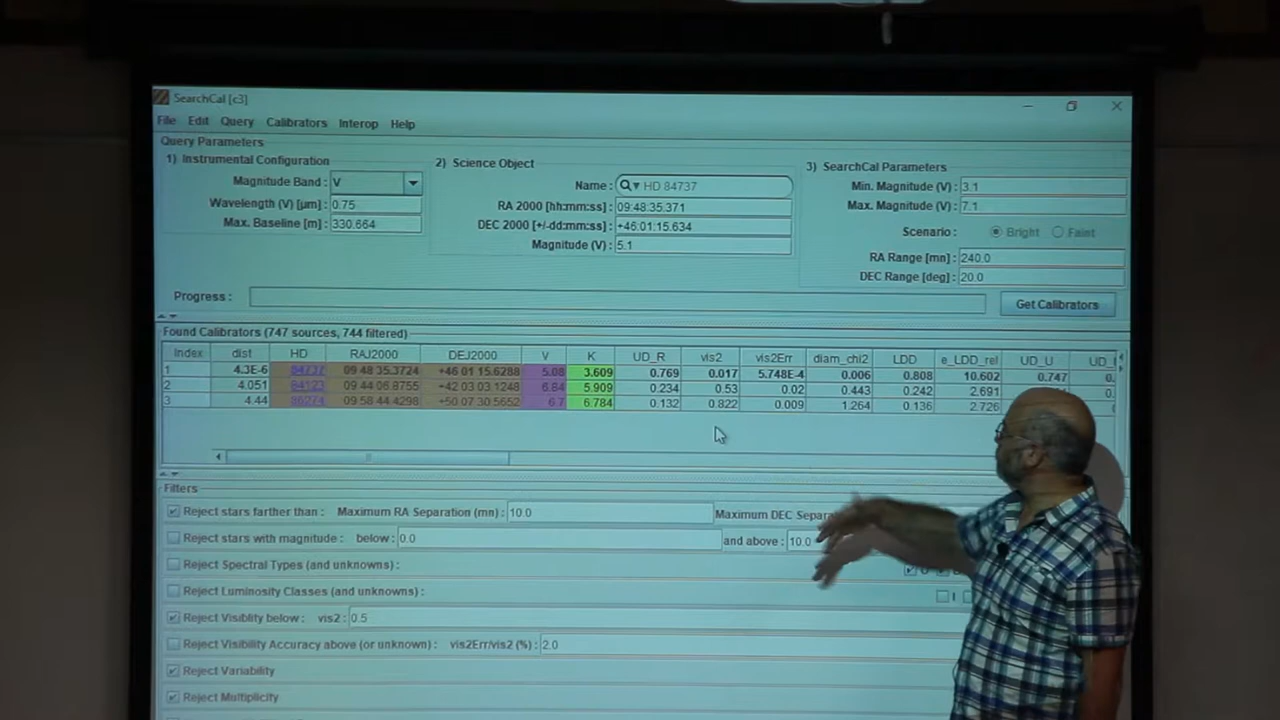 SearchCal [c3]
File Edit Query Calibrators Interop Help
Query Parameters
1) Instrumental Configuration
Magnitude Band : V
Wavelength (V) [µm] : 0.75
Max. Baseline [m] : 330.664
2) Science Object
Name : HD 84737
RA 2000 [hh:mm:ss] : 09:48:35.371
DEC 2000 [+/-dd:mm:ss] : +46:01:15.634
Magnitude (V) : 5.1
3) SearchCal Parameters
Min. Magnitude (V) : 3.1
Max. Magnitude (V) : 7.1
Scenario : Bright Faint
RA Range [mn] : 240.0
DEC Range [deg] : 20.0
Progress : Get Calibrators
Found Calibrators (747 sources, 744 filtered)
Index dist HD RAJ2000 DEJ2000 V K UD_R vis2 vis2Err diam_chi2 LDD e_LDD_rel UD_U
1 4.3E-6 84737 09 48 35.3724 +46 01 15.6288 5.08 3.609 0.769 0.017 5.748E-4 0.006 0.808 10.602 0.747 0.
2 4.051 84123 09 44 06.8755 +42 03 03.1248 6.84 5.909 0.234 0.53 0.02 0.443 0.242 2.691
3 4.44 86274 09 58 44.4298 +50 07 30.5652 6.7 6.784 0.132 0.822 0.009 1.264 0.136 2.726
Filters
Reject stars farther than : Maximum RA Separation (mn) : 10.0 Maximum DEC Separa
Reject stars with magnitude : below : 0.0 and above : 10.0
Reject Spectral Types (and unknowns) :
Reject Luminosity Classes (and unknowns) :
Reject Visiblity below : vis2 : 0.5
Reject Visibility Accuracy above (or unknown) : vis2Err/vis2 (%) : 2.0
Reject Variability
Reject Multiplicity